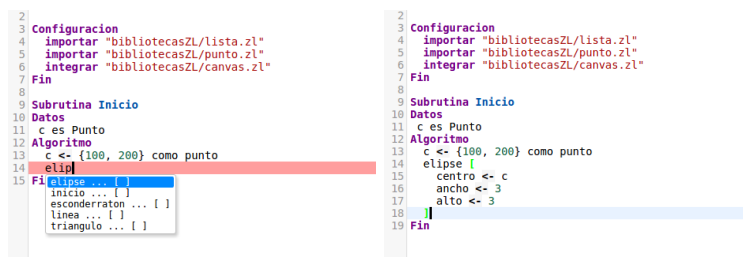 2
3 Configuracion
4 importar "bibliotecasZL/lista.zl"
5 importar "bibliotecasZL/punto.zl"
6 integrar "bibliotecasZL/canvas.zl"
7 Fin
8
9 Subrutina Inicio
10 Datos
11 c es Punto
12 Algoritmo
13 c <- {100, 200} como punto
14 elip
15 Fi
elipse ... [ ]
inicio ... [ ]
esconderraton ... [ ]
linea ... [ ]
triangulo ... [ ]
2
3 Configuracion
4 importar "bibliotecasZL/lista.zl"
5 importar "bibliotecasZL/punto.zl"
6 integrar "bibliotecasZL/canvas.zl"
7 Fin
8
9 Subrutina Inicio
10 Datos
11 c es Punto
12 Algoritmo
13 c <- {100, 200} como punto
14 elipse [
15 centro <- c
16 ancho <- 3
17 alto <- 3
18 ]
19 Fin